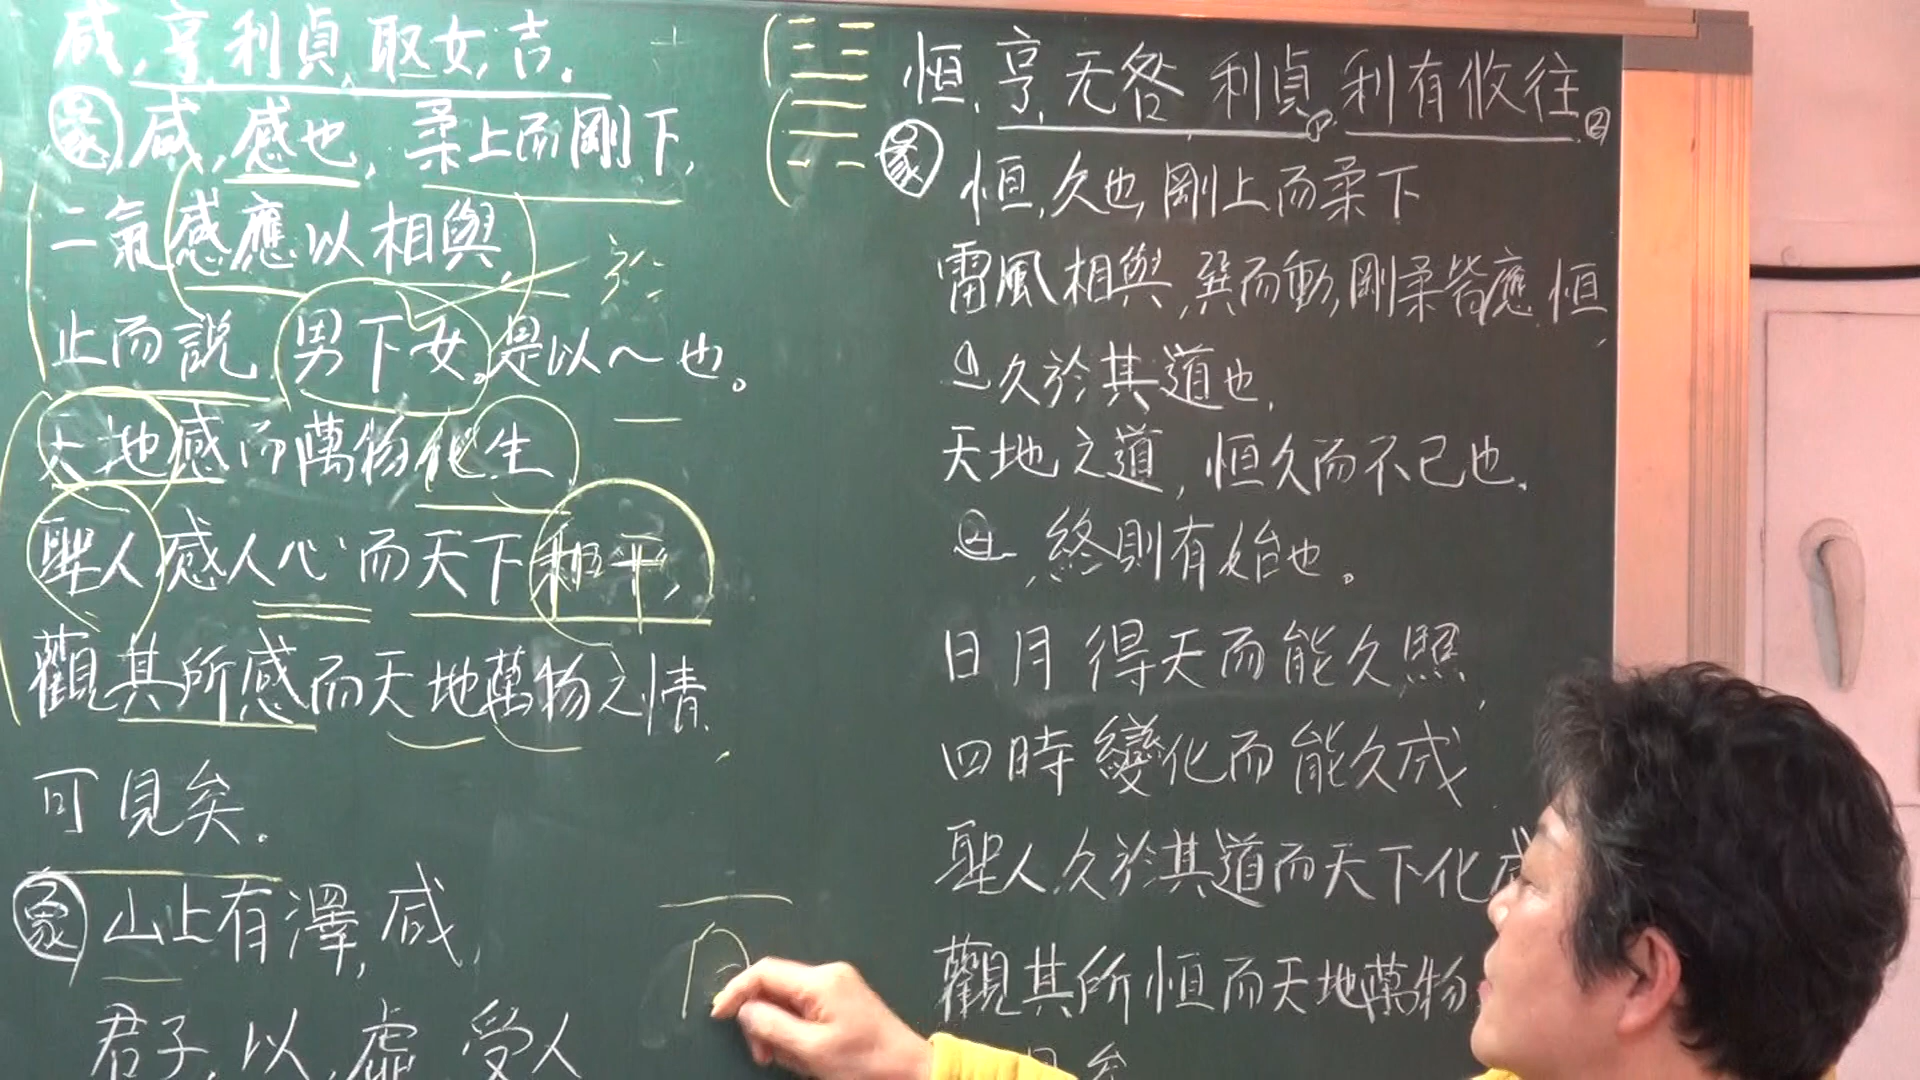 咸,亨,利貞,取女,吉。
彖,咸,感也,柔上而剛下,
二氣感應以相與,
止而說,男下女,是以～也。
天地感而萬物化生,
聖人感人心而天下和平,
觀其所感而天地萬物之情,
可見矣。
象 山上有澤,咸,
君子,以,虛,受人
恒,亨,无咎,利貞①,利有攸往②
彖 恒,久也,剛上而柔下
雷風相與,巽而動,剛柔皆應,恒,
① 久於其道也,
天地之道,恒久而不已也.
②,終則有始也。
日月得天而能久照,
四時變化而能久成,
聖人久於其道而天下化成
觀其所恒而天地萬物
見矣